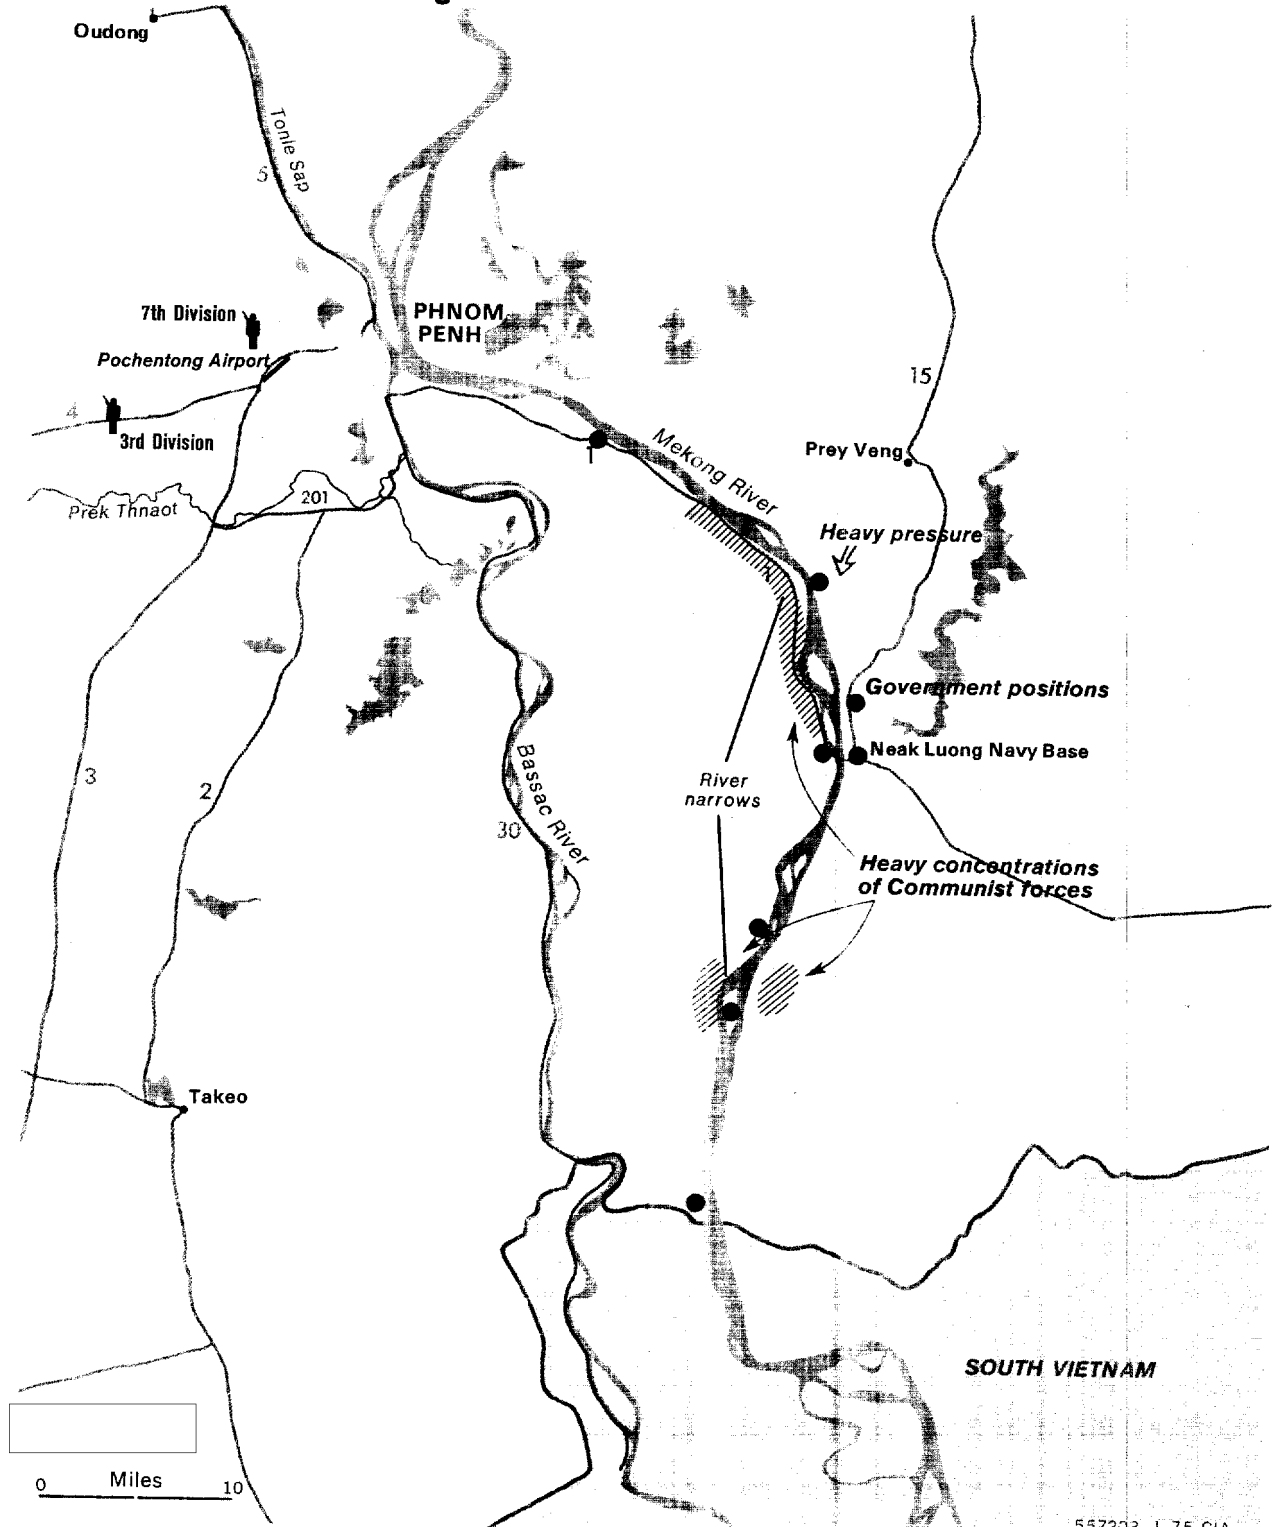 Oudong
Tonle Sap
5
7th Division
PHNOM
PENH
Pochentong Airport
15
4
3rd Division
1
Mekong River
Prey Veng
201
Prek Thnaot
Heavy pressure
Government positions
Neak Luong Navy Base
3
2
River
narrows
Bassac River
30
Heavy concentrations
of Communist forces
Takeo
SOUTH VIETNAM
0 Miles 10